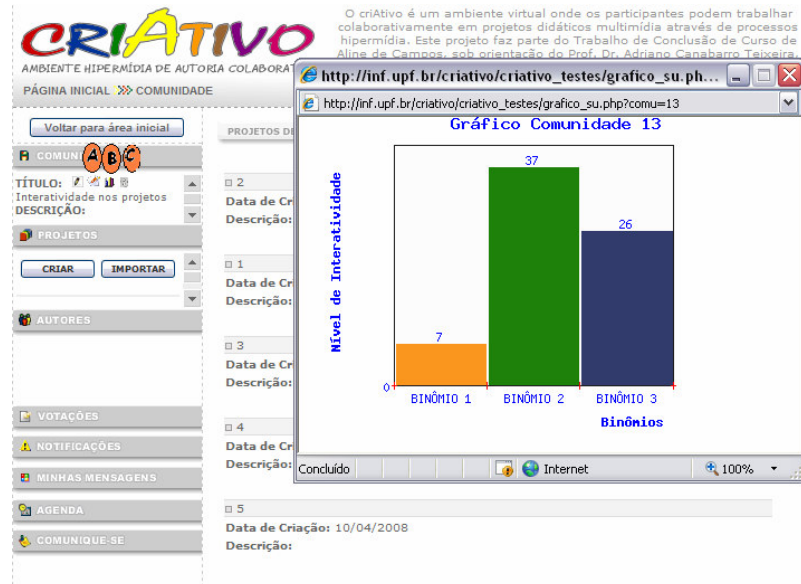 CRIATIVO
AMBIENTE HIPERMÍDIA DE AUTORIA COLABORAT
O criAtivo é um ambiente virtual onde os participantes podem trabalhar
colaborativamente em projetos didáticos multimídia através de processos
hipermídia. Este projeto faz parte do Trabalho de Conclusão de Curso de
Aline de Campos, sob orientação do Prof. Dr. Adriano Canabarro Teixeira.
PÁGINA INICIAL COMUNIDADE
Voltar para área inicial
COMUN
A B C
TÍTULO:
Interatividade nos projetos
DESCRIÇÃO:
PROJETOS
CRIAR IMPORTAR
AUTORES
VOTAÇÕES
NOTIFICAÇÕES
MINHAS MENSAGENS
AGENDA
COMUNIQUE-SE
PROJETOS DE
2
Data de Cri
Descrição:
1
Data de Cri
Descrição:
3
Data de Cri
Descrição:
4
Data de Cri
Descrição:
5
Data de Criação: 10/04/2008
Descrição:
http://inf.upf.br/criativo/criativo_testes/grafico_su.ph...
http://inf.upf.br/criativo/criativo_testes/grafico_su.php?comu=13
Gráfico Comunidade 13
Nível de Interatividade
37
26
7
0
BINÔMIO 1 BINÔMIO 2 BINÔMIO 3
Binômios
Concluído Internet 100%